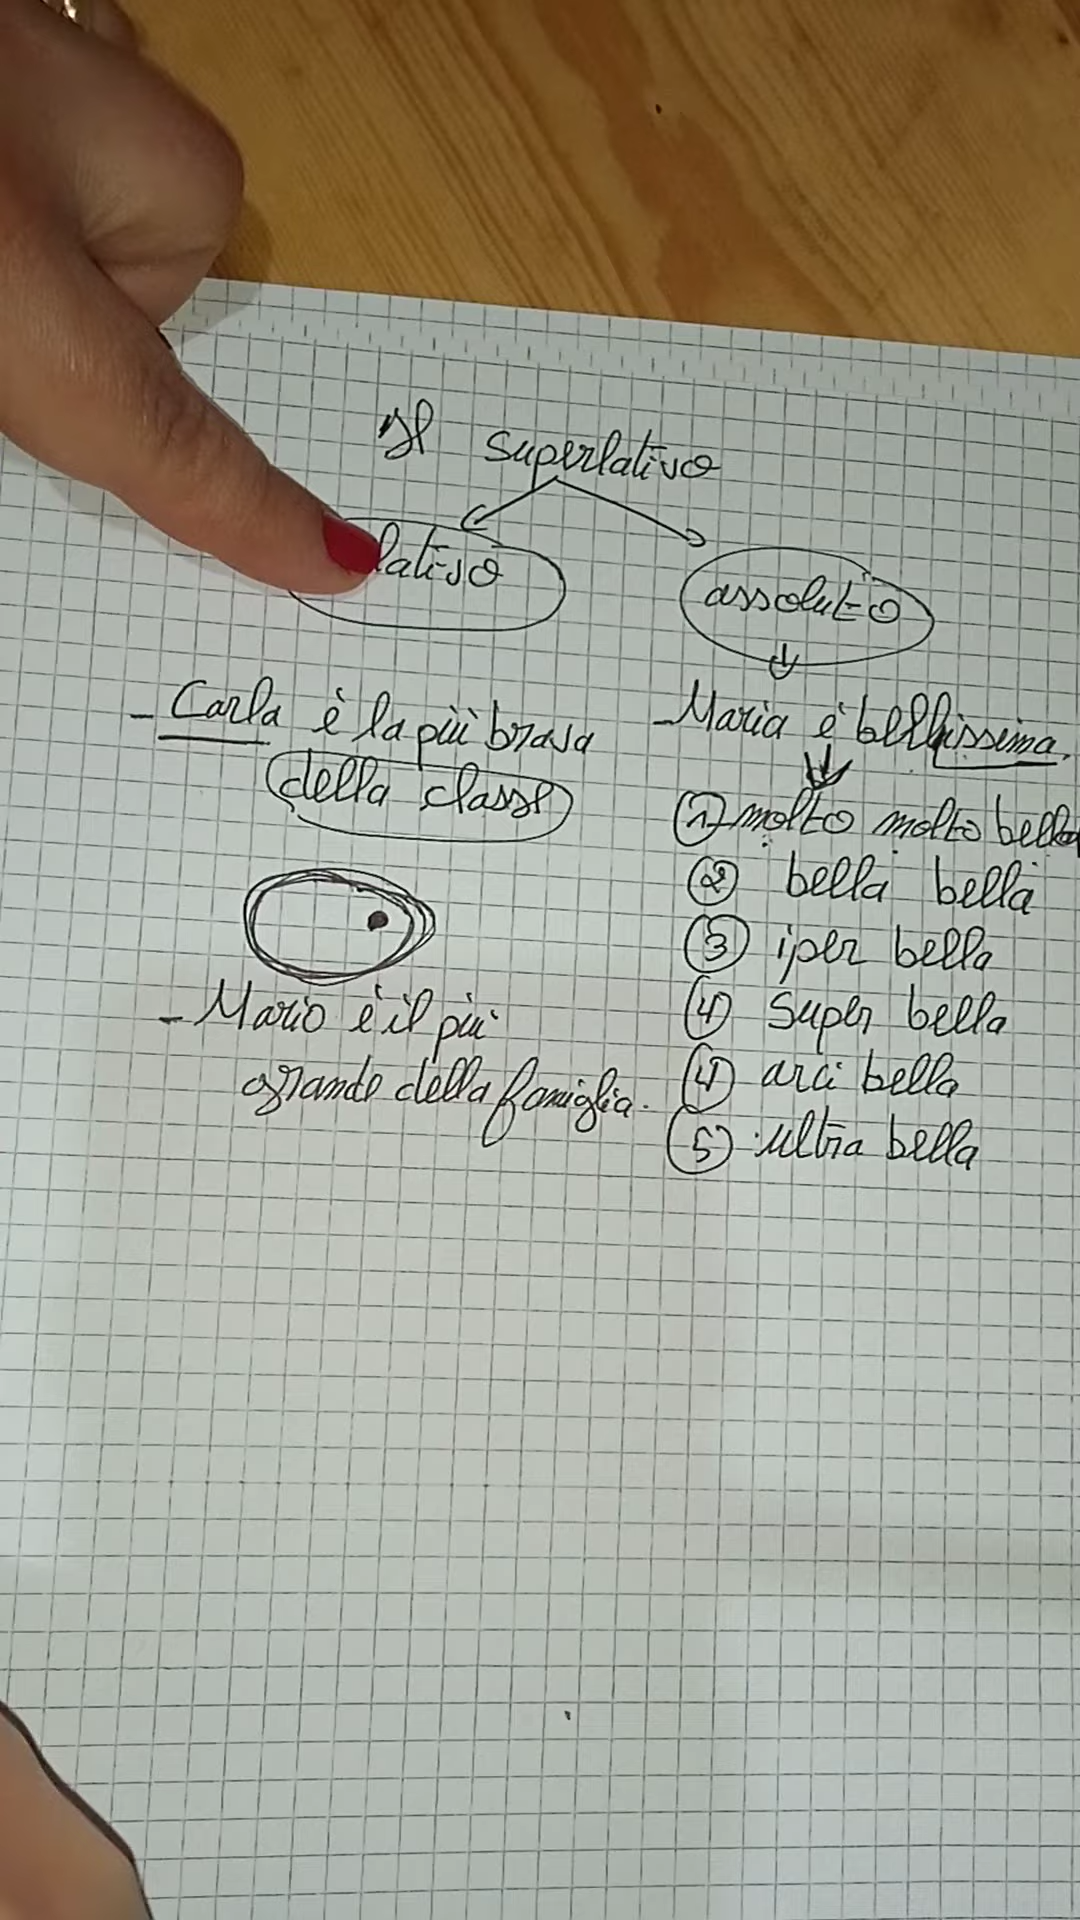 Il superlativo
lativo
assoluto
- Carla è la più brava
della classe
- Mario è il più
grande della famiglia.
- Maria è bellissima.
① molto molto bella
② bella bella
③ iper bella
④ super bella
④ arci bella
⑤ ultra bella